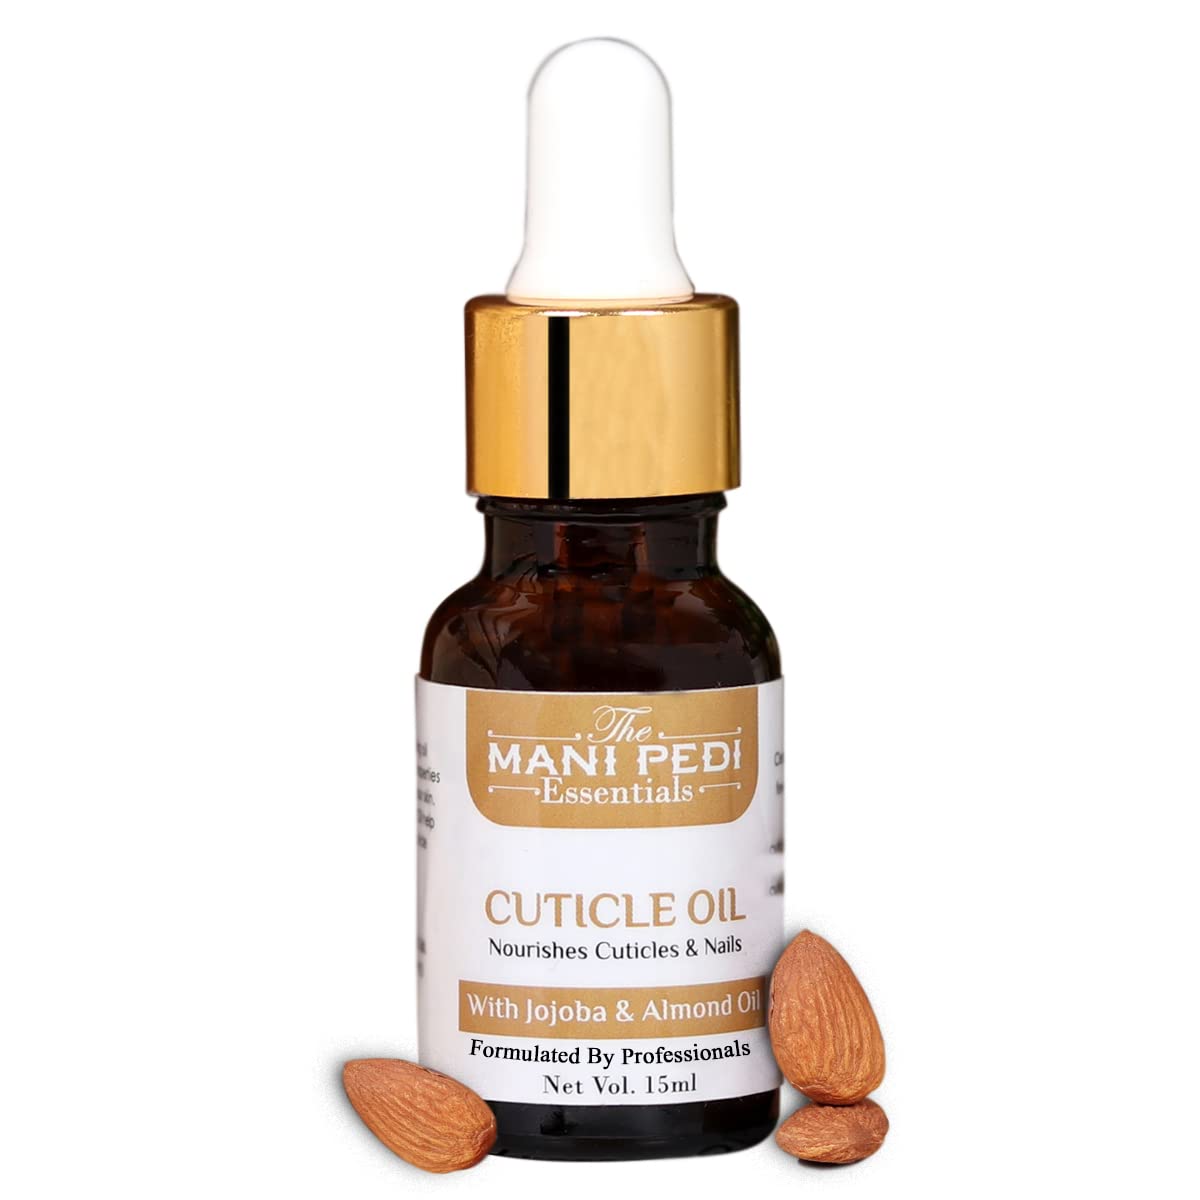 The
MANI PEDI
Essentials
CUTICLE OIL
Nourishes Cuticles & Nails
With Jojoba & Almond Oil
Formulated By Professionals
Net Vol. 15ml